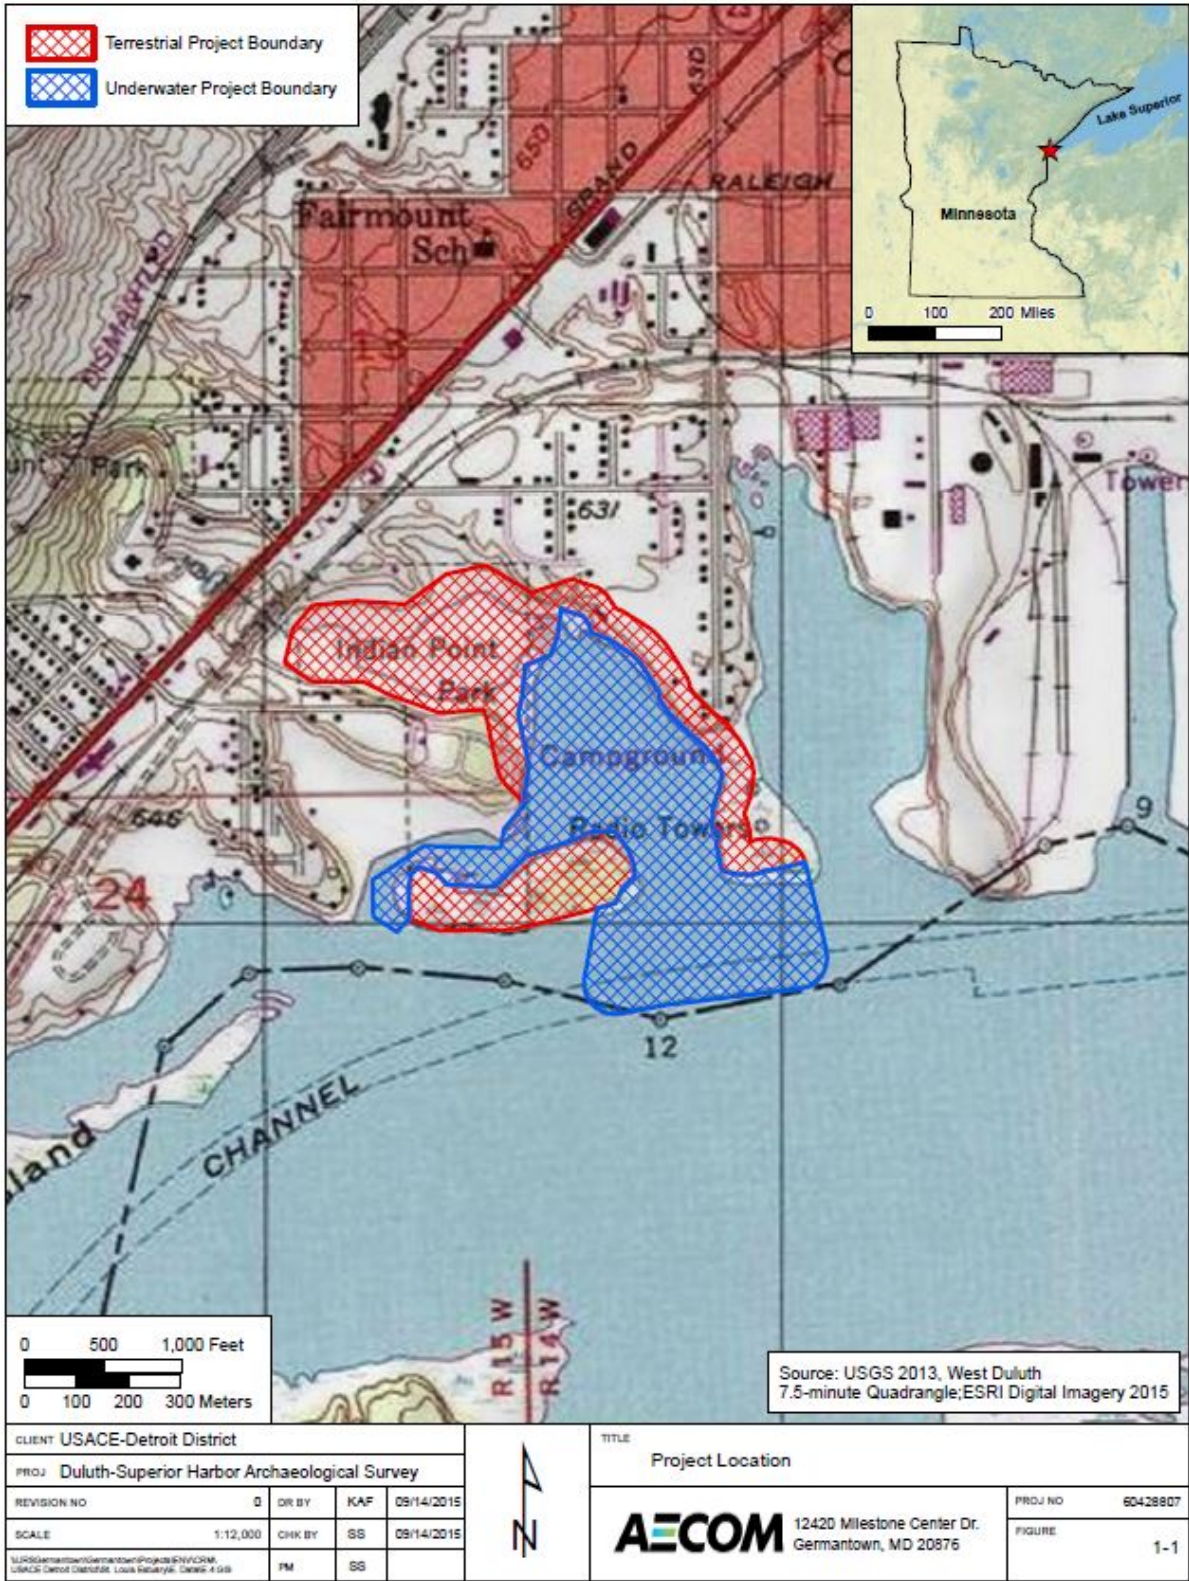 Terrestrial Project Boundary
Underwater Project Boundary
Lake Superior
Minnesota
0 100 200 Miles
23
650
630
GRAND
RALEIGH
Fairmount
Sch
DISMANTLED
Park
631
Tower
Indian Point
Park
Campground
Radio Towers
646
24
9
12
CHANNEL
sland
R 15 W
R 14 W
0 500 1,000 Feet
0 100 200 300 Meters
Source: USGS 2013, West Duluth
7.5-minute Quadrangle;ESRI Digital Imagery 2015
CLIENT USACE-Detroit District
PROJ Duluth-Superior Harbor Archaeological Survey
REVISION NO 0 DR BY KAF 09/14/2015
SCALE 1:12,000 CHK BY SS 09/14/2015
PM SS
N
TITLE
Project Location
AECOM
12420 Milestone Center Dr.
Germantown, MD 20876
PROJ NO 60428807
FIGURE
1-1